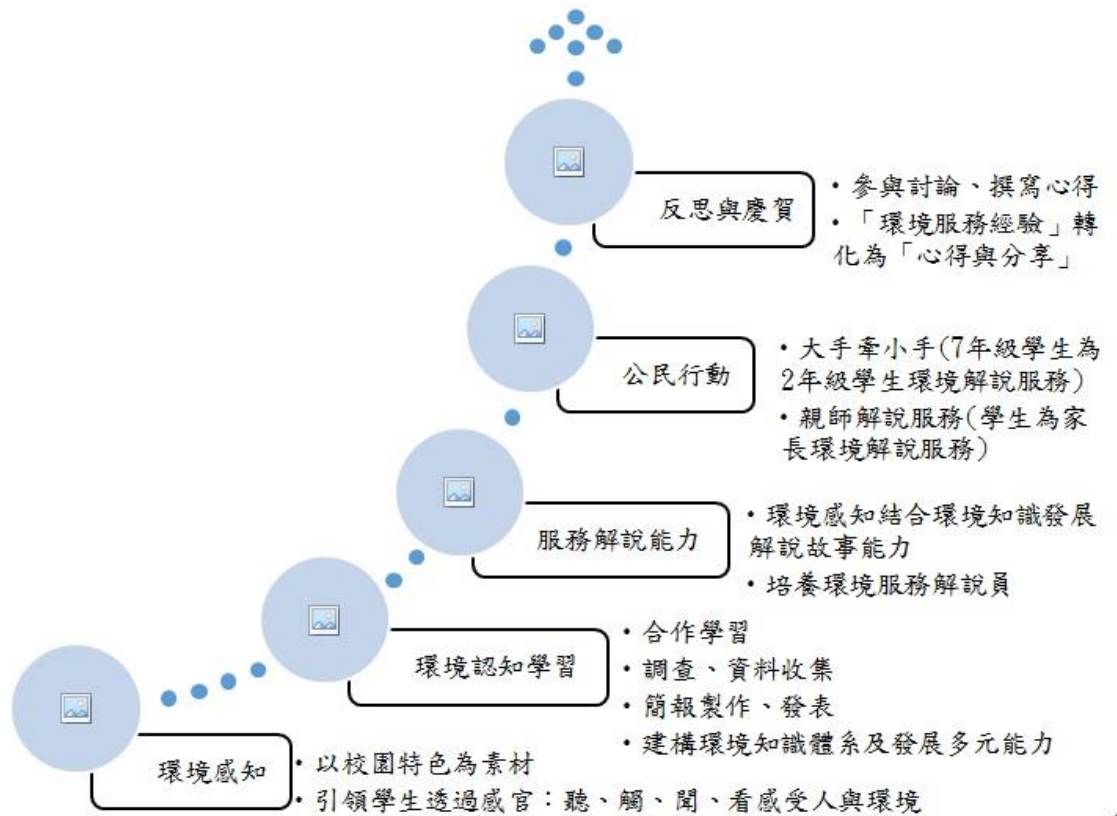 反思與慶賀
•參與討論、撰寫心得
•「環境服務經驗」轉
化為「心得與分享」
公民行動
•大手牽小手(7年級學生為
2年級學生環境解說服務)
•親師解說服務(學生為家
長環境解說服務)
服務解說能力
•環境感知結合環境知識發展
解說故事能力
•培養環境服務解說員
環境認知學習
•合作學習
•調查、資料收集
•簡報製作、發表
•建構環境知識體系及發展多元能力
環境感知
•以校園特色為素材
•引領學生透過感官：聽、觸、聞、看感受人與環境